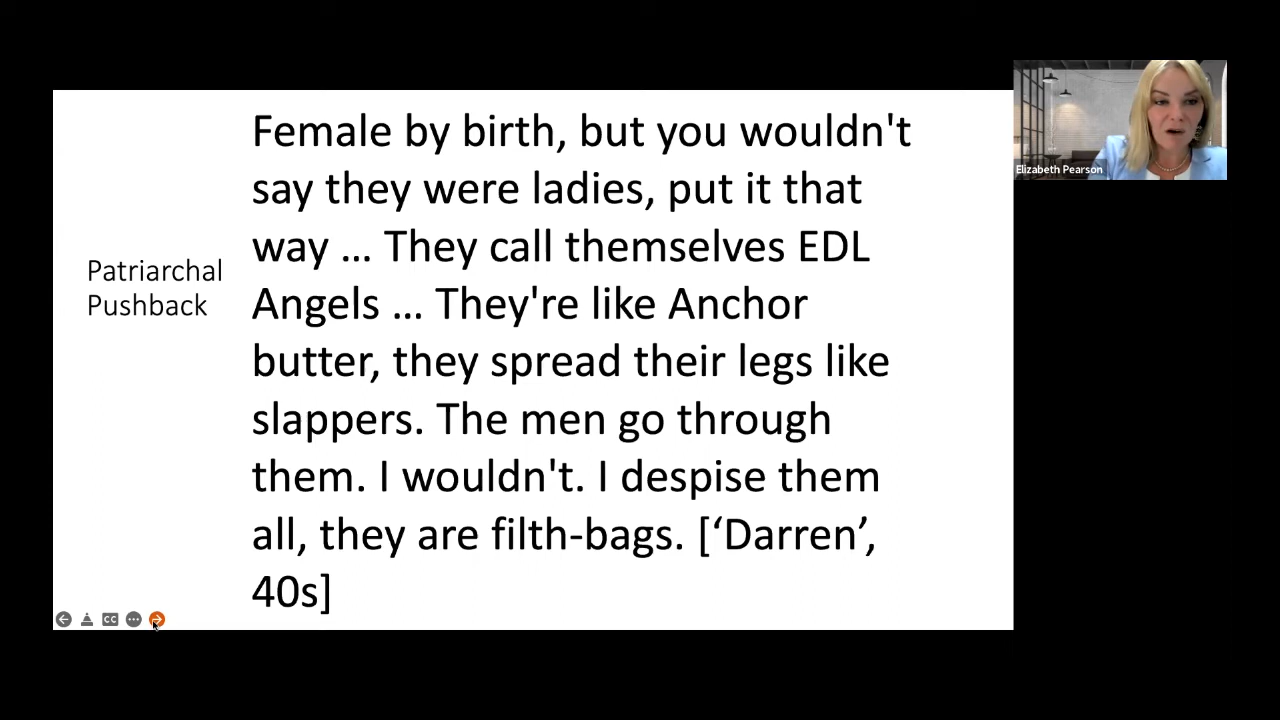 Patriarchal
Pushback
Female by birth, but you wouldn't
say they were ladies, put it that
way … They call themselves EDL
Angels … They're like Anchor
butter, they spread their legs like
slappers. The men go through
them. I wouldn't. I despise them
all, they are filth-bags. [‘Darren’,
40s]
CC
Elizabeth Pearson